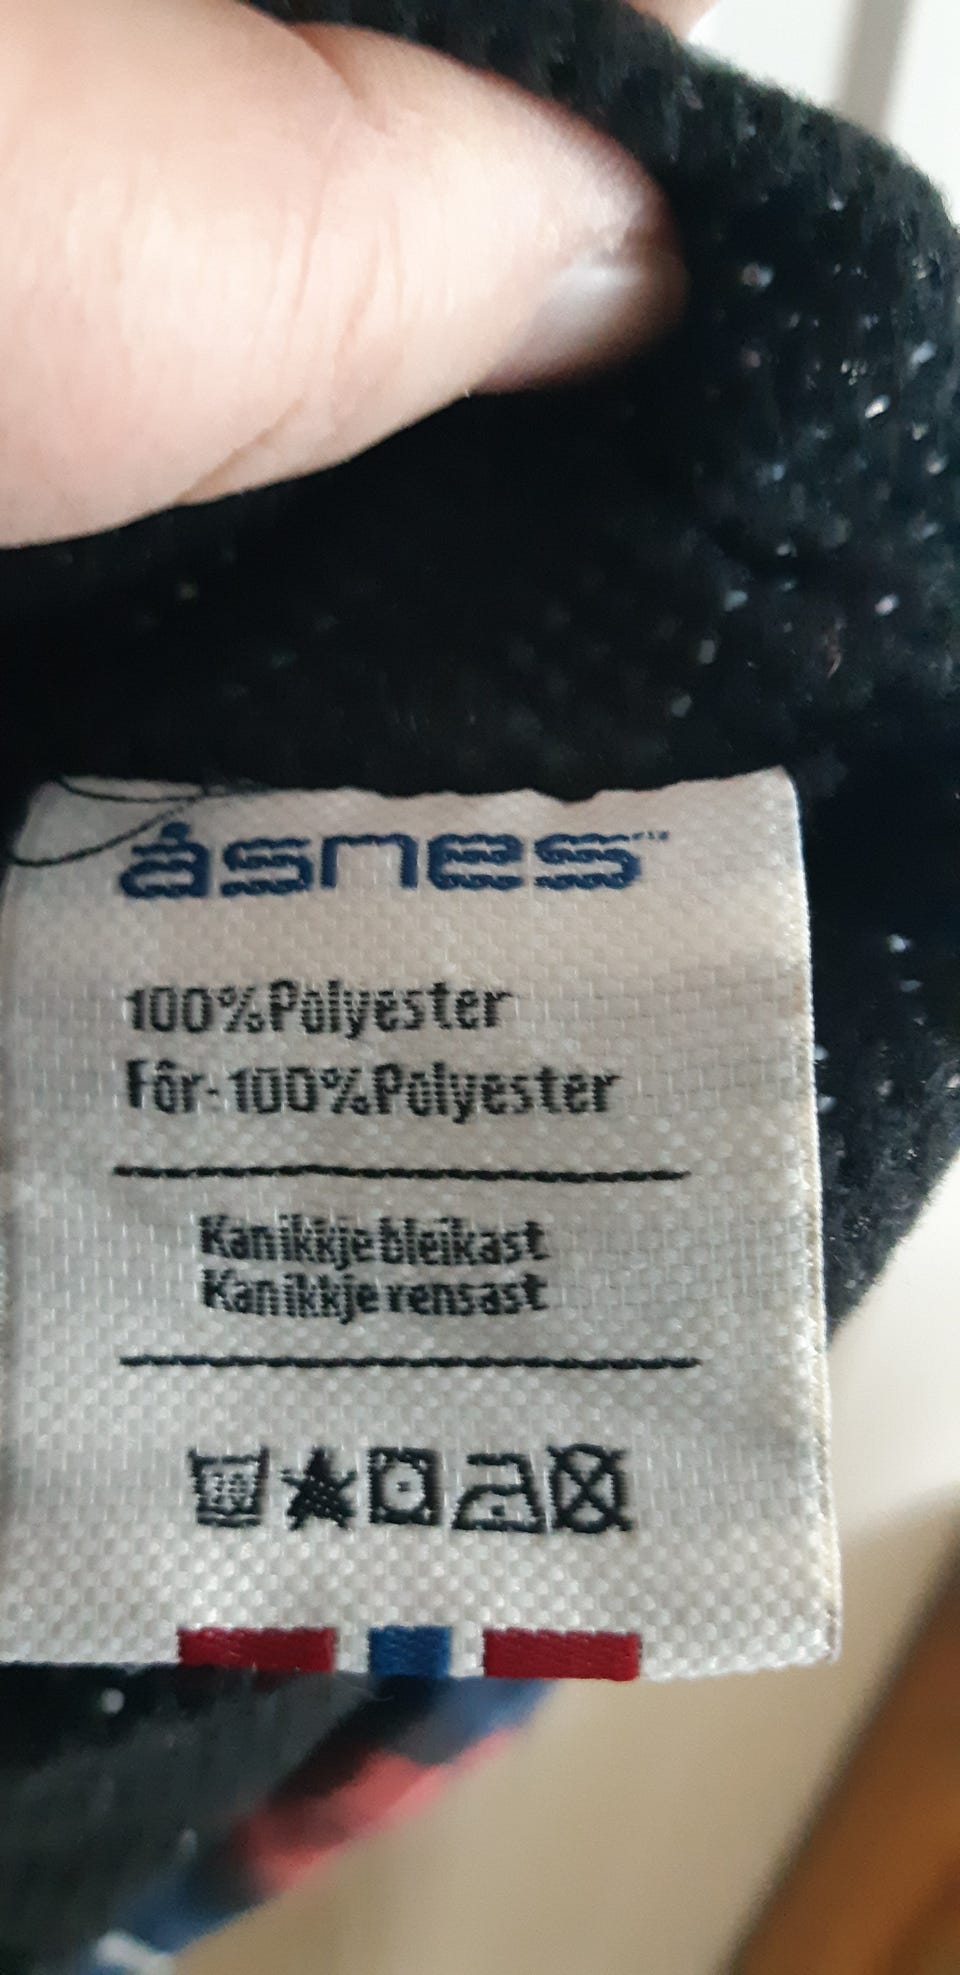 åsnes
100% Polyester
Fôr-100% Polyester
Kan ikkje bleikast
Kan ikkje rensast